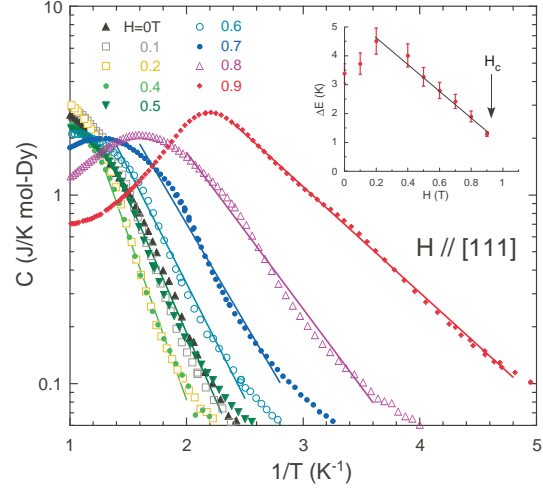 10
1
0.1
C (J/K mol-Dy)
1 2 3 4 5
1/T (K⁻¹)
H=0T 0.6
0.1 0.7
0.2 0.8
0.4 0.9
0.5
5
4
3
2
1
0
ΔE (K)
0 0.2 0.4 0.6 0.8 1
H (T)
Hc
H // [111]